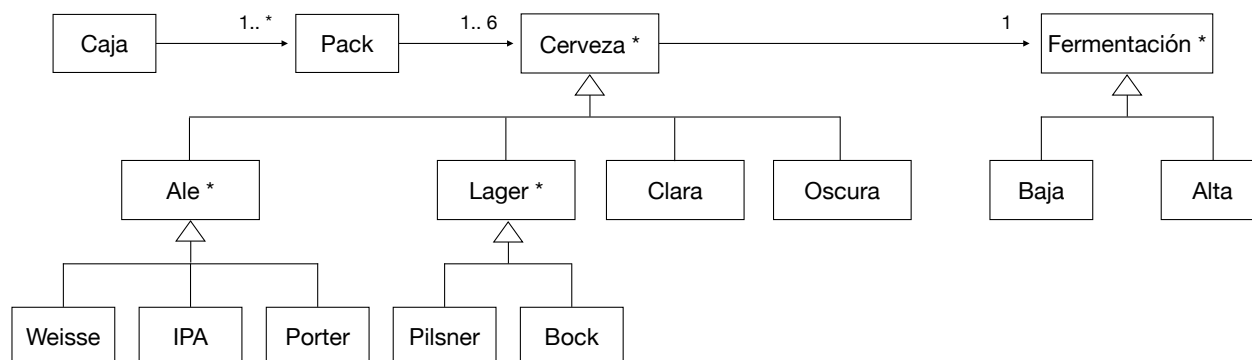 1.. *
1.. 6
1
Caja
Pack
Cerveza *
Fermentación *
Ale *
Lager *
Clara
Oscura
Baja
Alta
Weisse
IPA
Porter
Pilsner
Bock